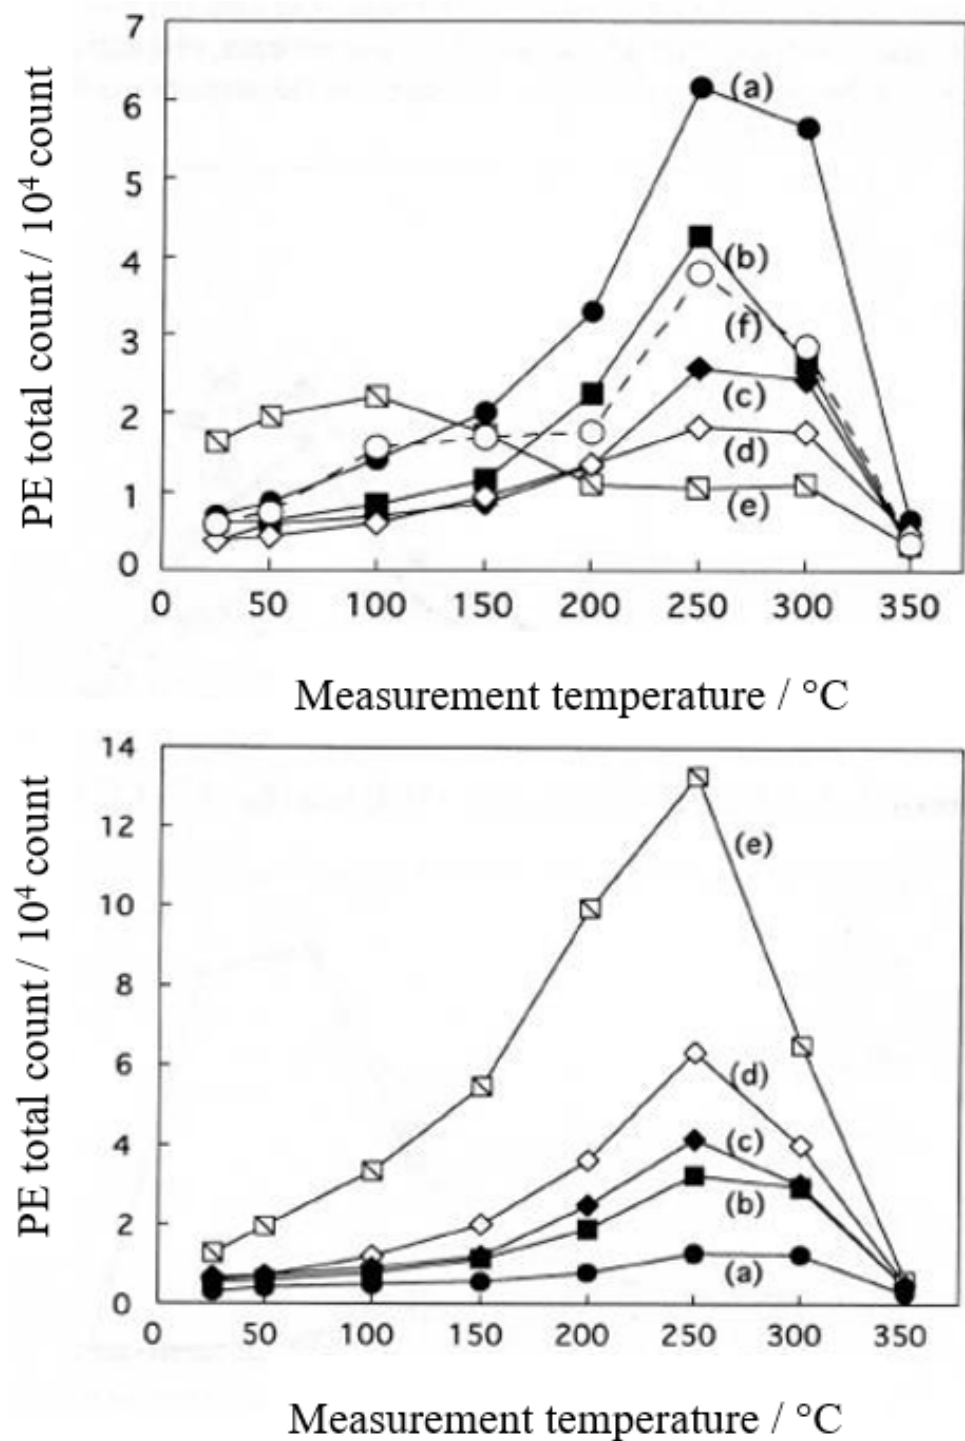 PE total count / 10⁴ count
7
6
5
4
3
2
1
0
(a)
(b)
(f)
(c)
(d)
(e)
0 50 100 150 200 250 300 350
Measurement temperature / °C
PE total count / 10⁴ count
14
12
10
8
6
4
2
0
(e)
(d)
(c)
(b)
(a)
0 50 100 150 200 250 300 350
Measurement temperature / °C